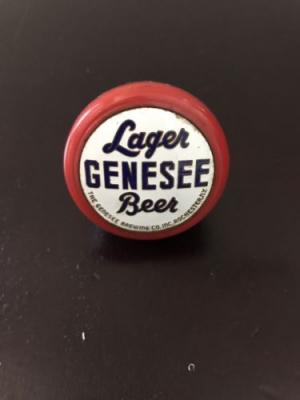 Lager
GENESEE
Beer
THE GENESEE BREWING CO. INC. ROCHESTER, N.Y.